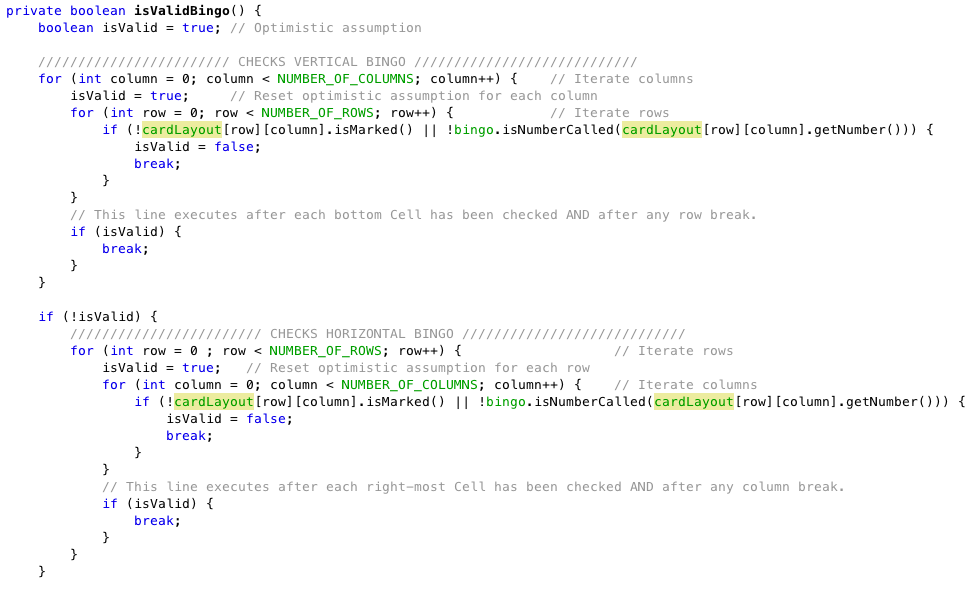 private boolean isValidBingo() {
    boolean isValid = true; // Optimistic assumption

    //////////////////////// CHECKS VERTICAL BINGO ////////////////////////////
    for (int column = 0; column < NUMBER_OF_COLUMNS; column++) {    // Iterate columns
        isValid = true;     // Reset optimistic assumption for each column
        for (int row = 0; row < NUMBER_OF_ROWS; row++) {            // Iterate rows
            if (!cardLayout[row][column].isMarked() || !bingo.isNumberCalled(cardLayout[row][column].getNumber())) {
                isValid = false;
                break;
            }
        }
        // This line executes after each bottom Cell has been checked AND after any row break.
        if (isValid) {
            break;
        }
    }

    if (!isValid) {
        //////////////////////// CHECKS HORIZONTAL BINGO ////////////////////////////
        for (int row = 0 ; row < NUMBER_OF_ROWS; row++) {                   // Iterate rows
            isValid = true;   // Reset optimistic assumption for each row
            for (int column = 0; column < NUMBER_OF_COLUMNS; column++) {    // Iterate columns
                if (!cardLayout[row][column].isMarked() || !bingo.isNumberCalled(cardLayout[row][column].getNumber())) {
                    isValid = false;
                    break;
                }
            }
            // This line executes after each right–most Cell has been checked AND after any column break.
            if (isValid) {
                break;
            }
        }
    }